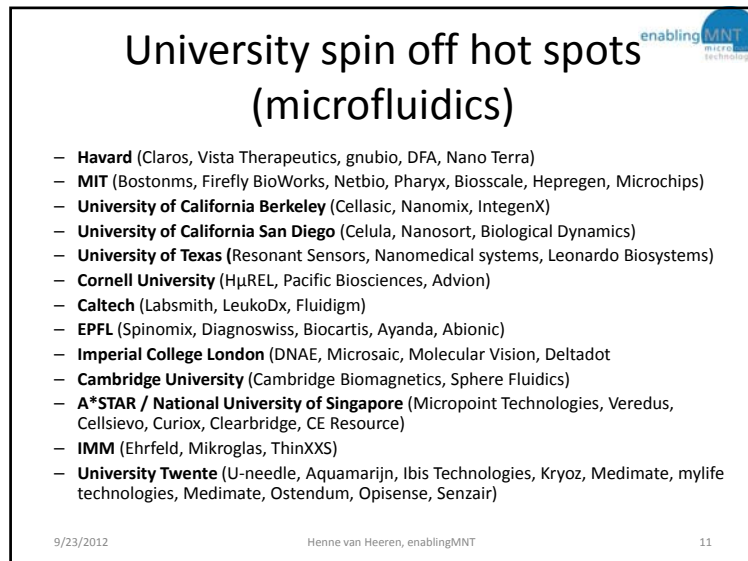 University spin off hot spots
(microfluidics)
enabling MNT
– Havard (Claros, Vista Therapeutics, gnubio, DFA, Nano Terra)
– MIT (Bostonms, Firefly BioWorks, Netbio, Pharyx, Biosscale, Hepregen, Microchips)
– University of California Berkeley (Cellasic, Nanomix, IntegenX)
– University of California San Diego (Celula, Nanosort, Biological Dynamics)
– University of Texas (Resonant Sensors, Nanomedical systems, Leonardo Biosystems)
– Cornell University (HµREL, Pacific Biosciences, Advion)
– Caltech (Labsmith, LeukoDx, Fluidigm)
– EPFL (Spinomix, Diagnoswiss, Biocartis, Ayanda, Abionic)
– Imperial College London (DNAE, Microsaic, Molecular Vision, Deltadot
– Cambridge University (Cambridge Biomagnetics, Sphere Fluidics)
– A*STAR / National University of Singapore (Micropoint Technologies, Veredus,
Cellsievo, Curiox, Clearbridge, CE Resource)
– IMM (Ehrfeld, Mikroglas, ThinXXS)
– University Twente (U-needle, Aquamarijn, Ibis Technologies, Kryoz, Medimate, mylife
technologies, Medimate, Ostendum, Opisense, Senzair)
9/23/2012
Henne van Heeren, enablingMNT
11